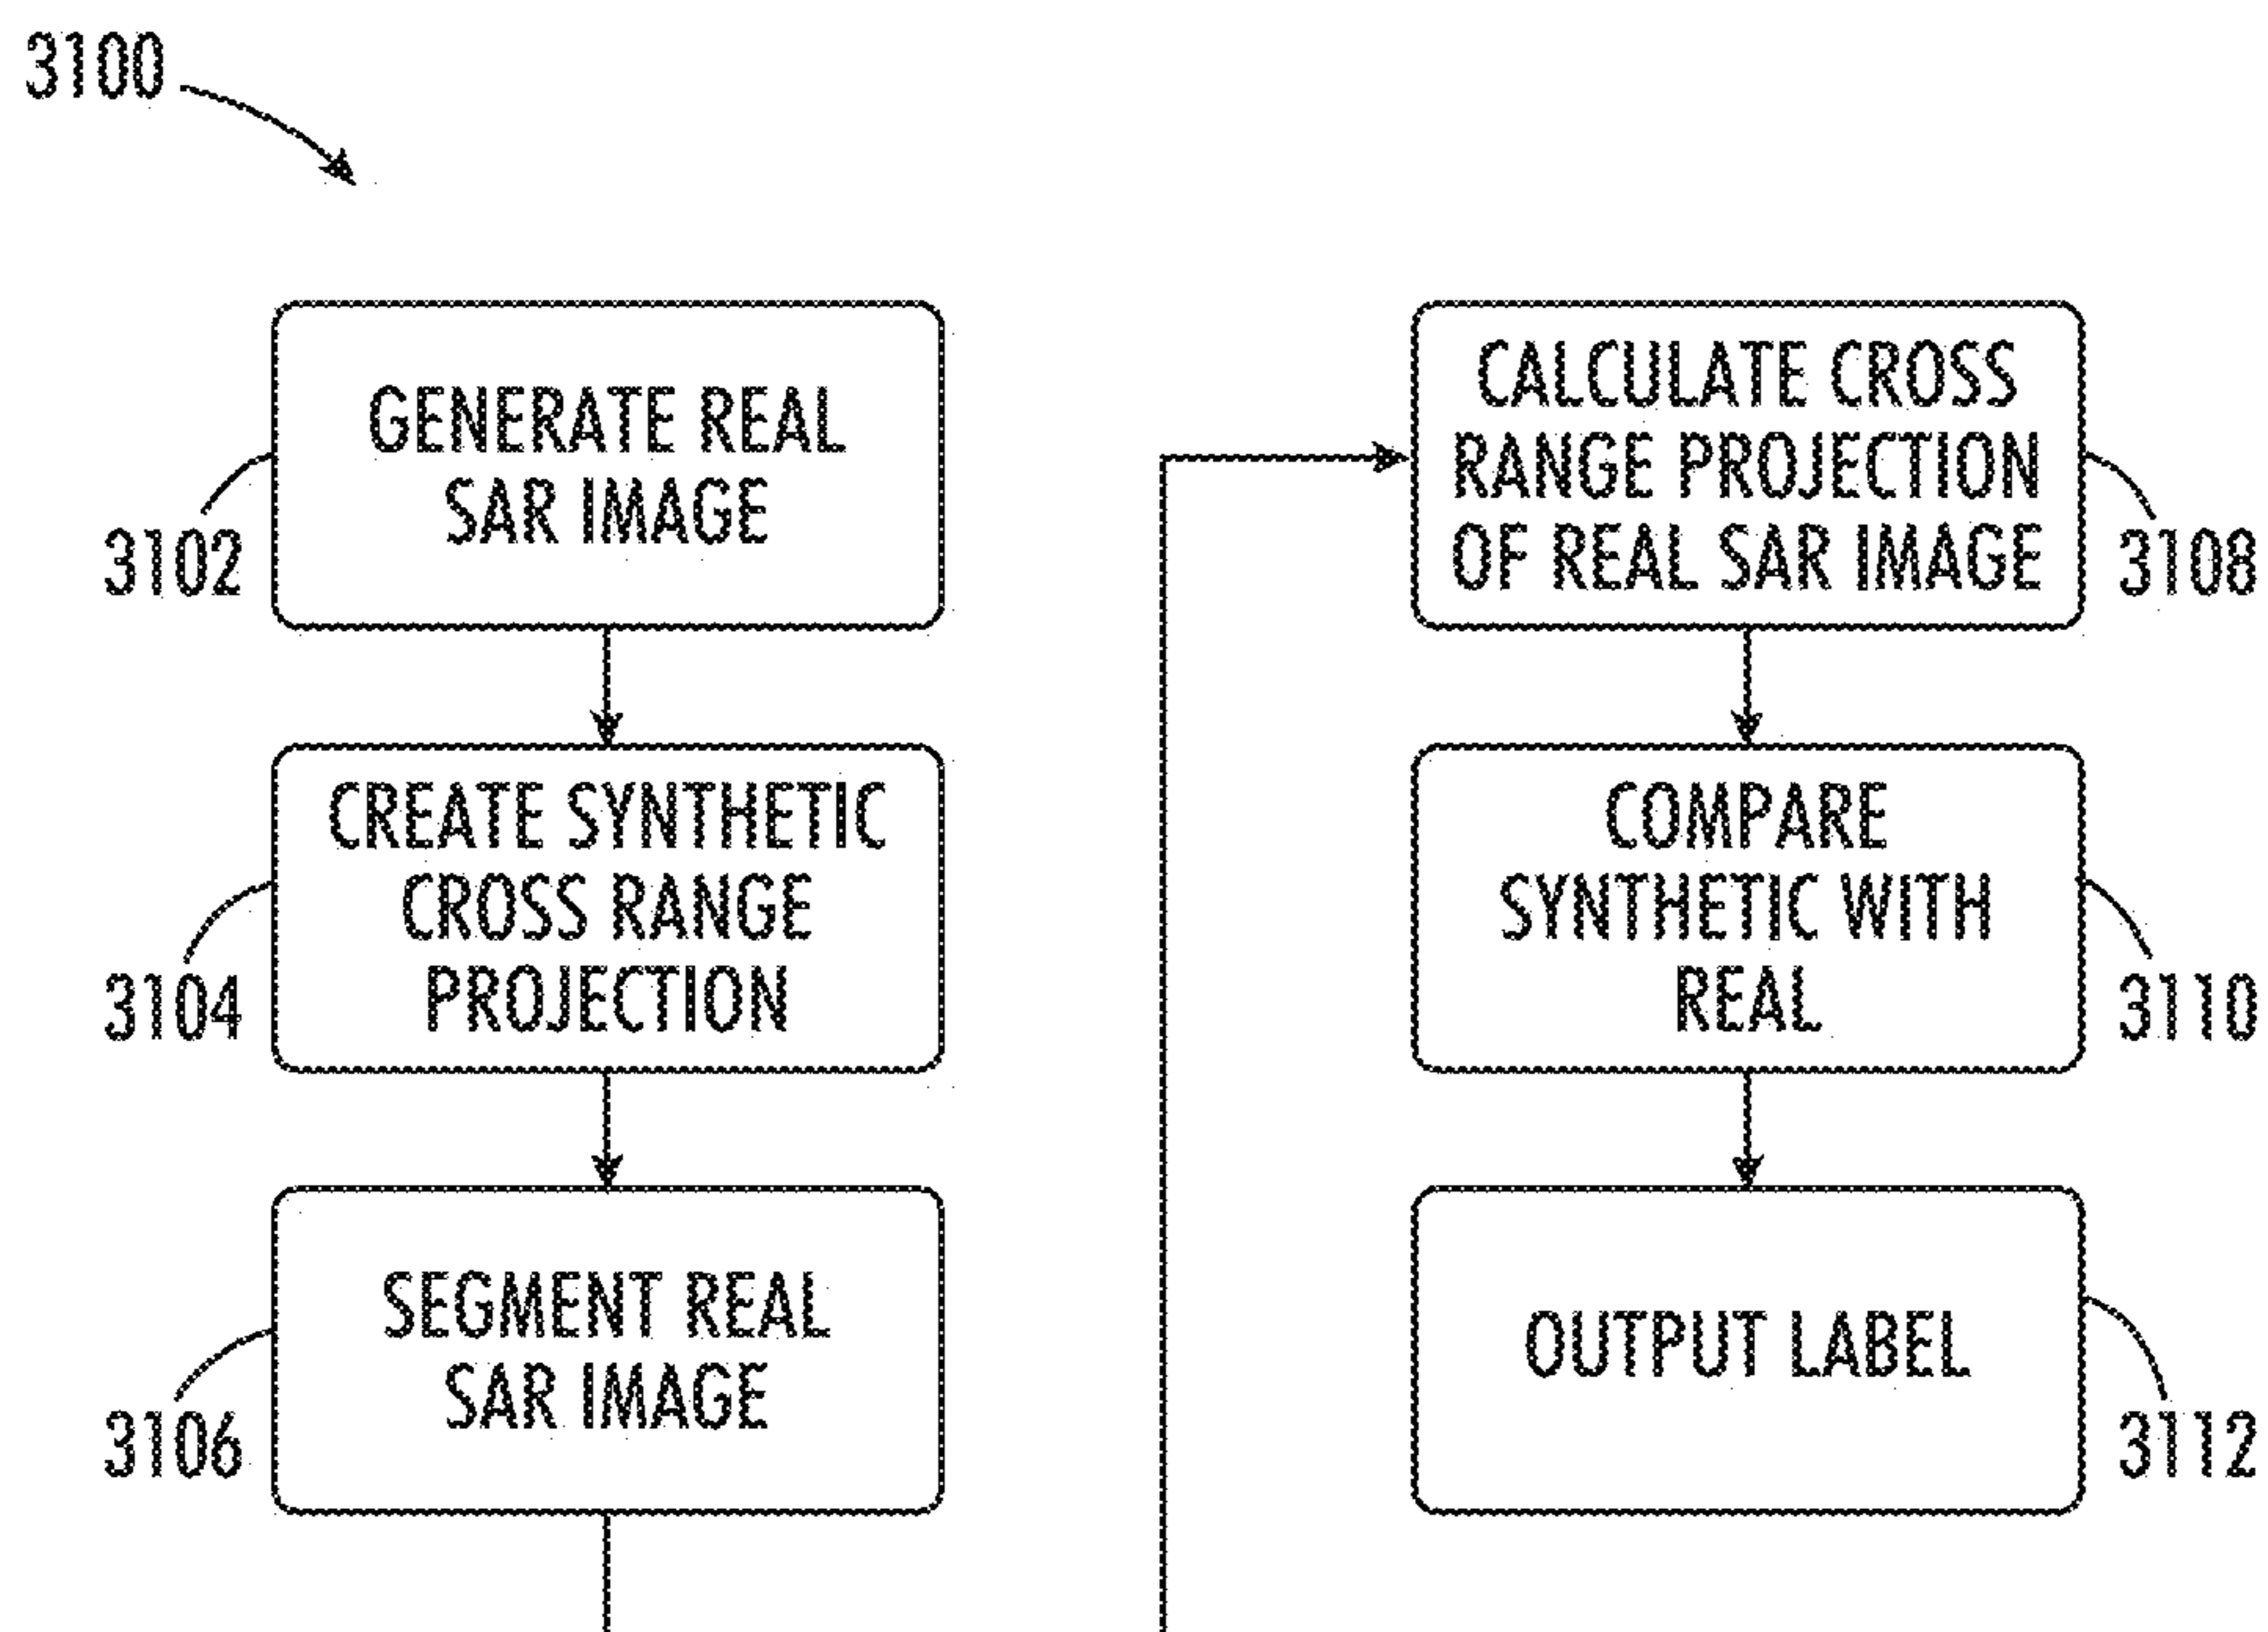 3100
GENERATE REAL
SAR IMAGE
3102
CREATE SYNTHETIC
CROSS RANGE
PROJECTION
3104
SEGMENT REAL
SAR IMAGE
3106
CALCULATE CROSS
RANGE PROJECTION
OF REAL SAR IMAGE
3108
COMPARE
SYNTHETIC WITH
REAL
3110
OUTPUT LABEL
3112